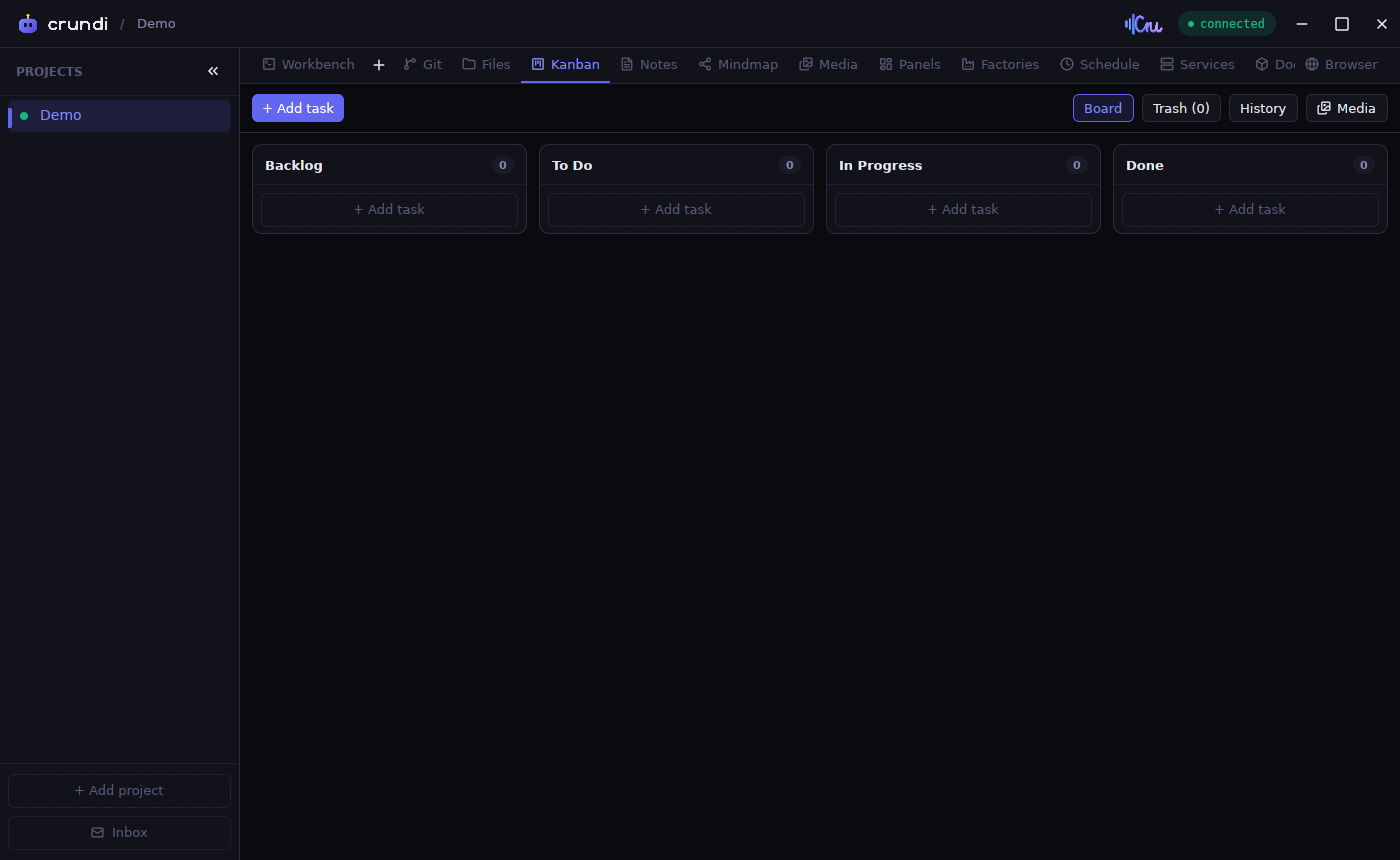 crundi / Demo
Cru
connected
PROJECTS
Workbench
Git
Files
Kanban
Notes
Mindmap
Media
Panels
Factories
Schedule
Services
Browser
Demo
+ Add task
Board
Trash (0)
History
Media
Backlog 0
To Do 0
In Progress 0
Done 0
+ Add task
+ Add task
+ Add task
+ Add task
+ Add project
Inbox